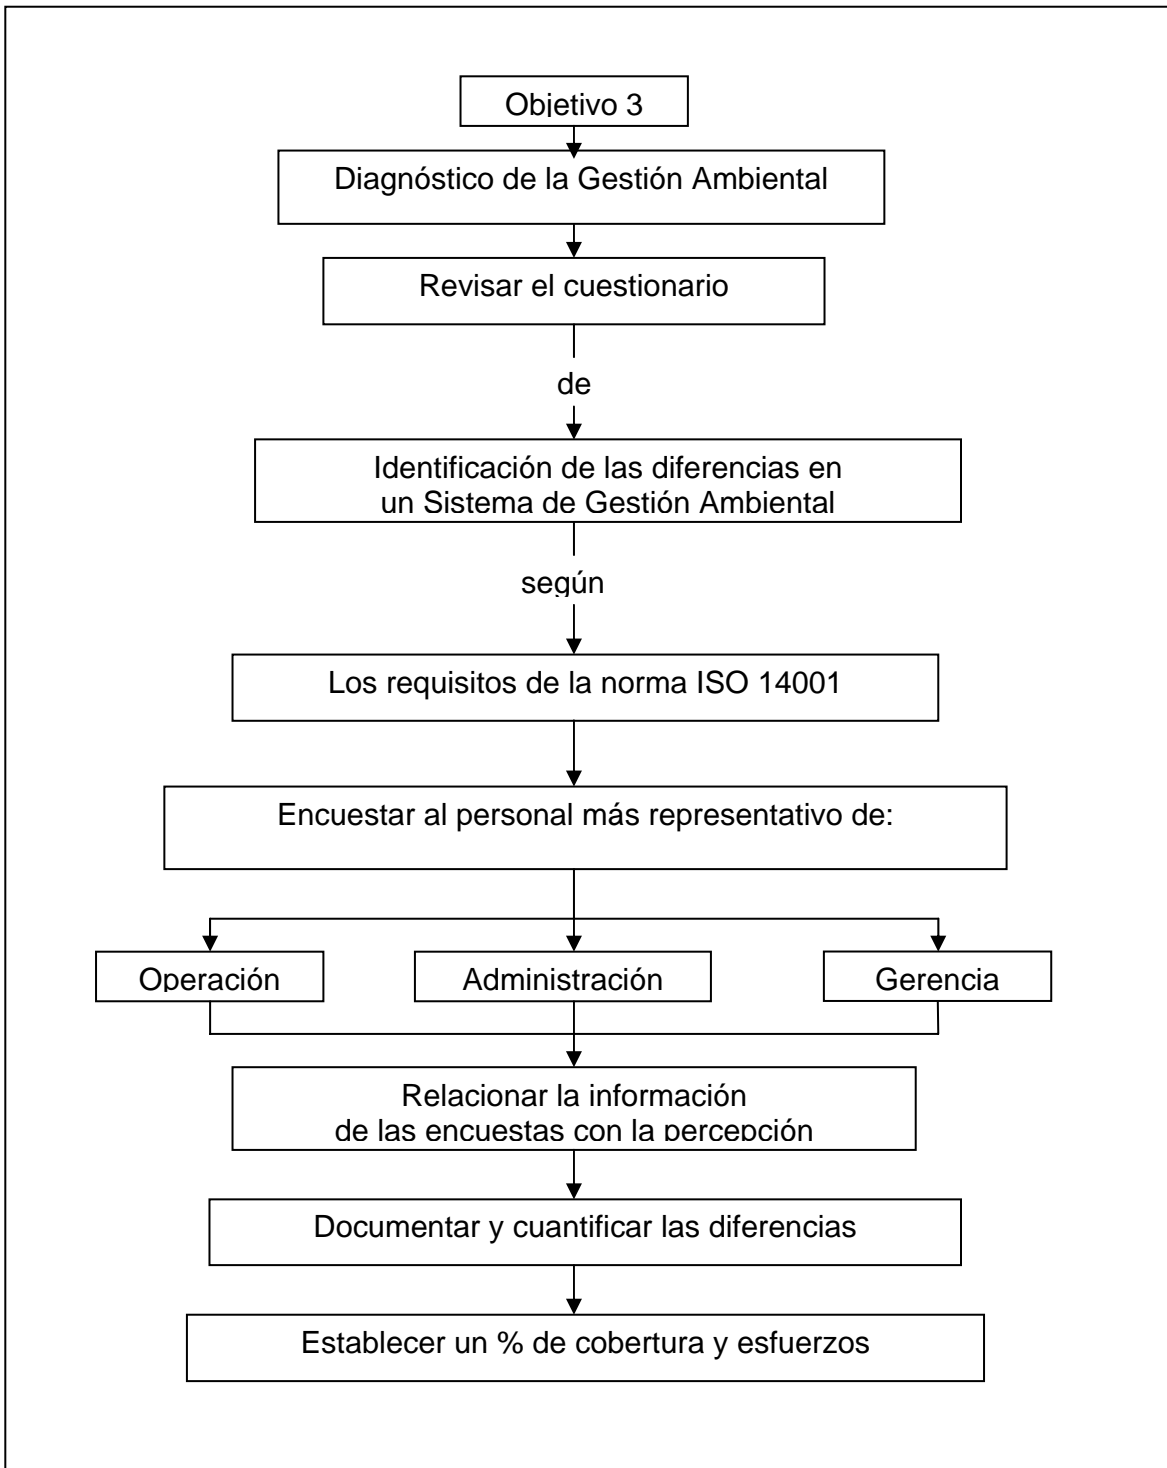 Objetivo 3
Diagnóstico de la Gestión Ambiental
Revisar el cuestionario
de
Identificación de las diferencias en
un Sistema de Gestión Ambiental
según
Los requisitos de la norma ISO 14001
Encuestar al personal más representativo de:
Operación
Administración
Gerencia
Relacionar la información
de las encuestas con la percepción
Documentar y cuantificar las diferencias
Establecer un % de cobertura y esfuerzos